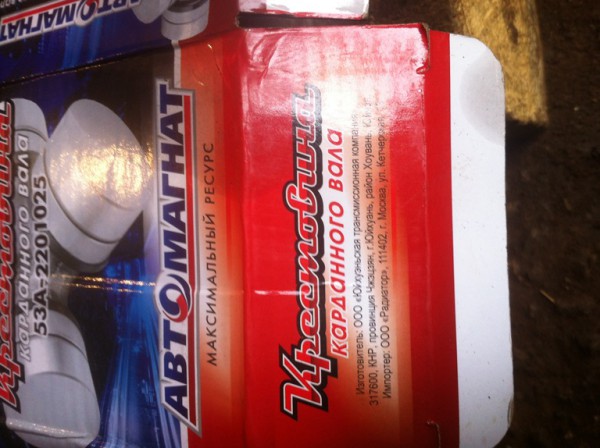 АВТОМАГНАТ
Крестовина
карданного вала
53А-2201025
АВТОМАГНАТ
МАКСИМАЛЬНЫЙ РЕСУРС
Крестовина
карданного вала
Изготовитель: ООО «Юйхуэньская трансмиссионная компания»
317600, КНР, провинция Чжэцзян, г.Юйхуань, район Хоувань,
Импортер: ООО «Радиатор», 111402, г. Москва, ул. Кетчерская